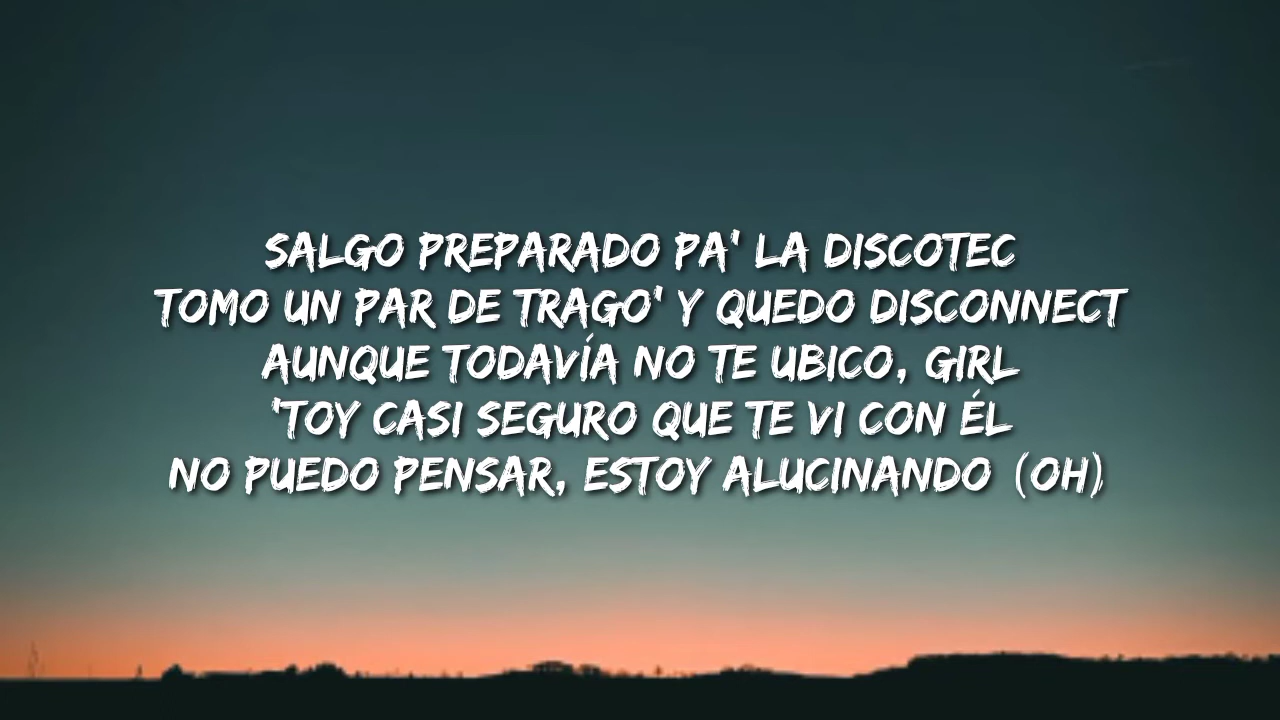 SALGO PREPARADO PA' LA DISCOTEC
TOMO UN PAR DE TRAGO' Y QUEDO DISCONNECT
AUNQUE TODAVÍA NO TE UBICO, GIRL
'TOY CASI SEGURO QUE TE VI CON ÉL
NO PUEDO PENSAR, ESTOY ALUCINANDO (OH)